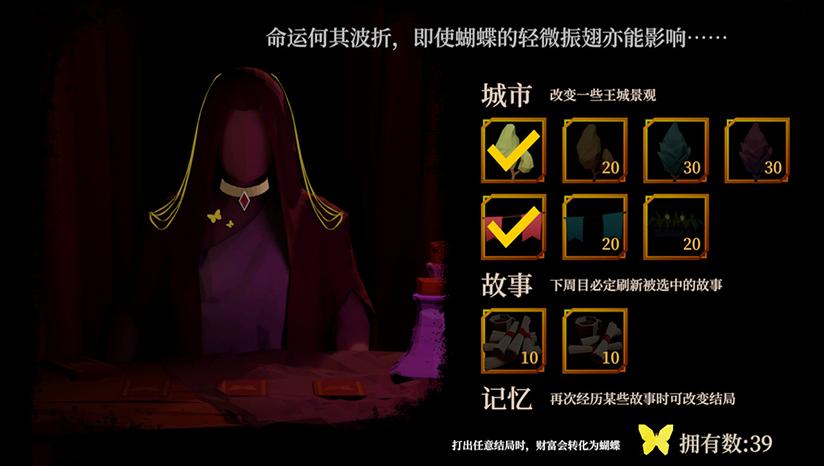 命运何其波折，即使蝴蝶的轻微振翅亦能影响……
城市 改变一些王城景观
20 30 30
20 20
故事 下周目必定刷新被选中的故事
10 10
记忆 再次经历某些故事时可改变结局
打出任意结局时，财富会转化为蝴蝶 拥有数:39